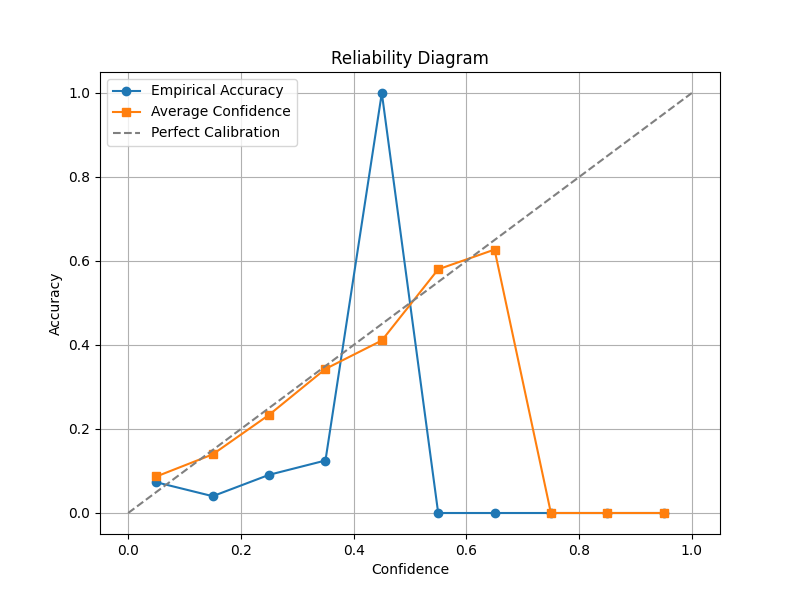 Reliability Diagram
Empirical Accuracy
Average Confidence
Perfect Calibration
1.0
0.8
0.6
0.4
0.2
0.0
Accuracy
0.0 0.2 0.4 0.6 0.8 1.0
Confidence